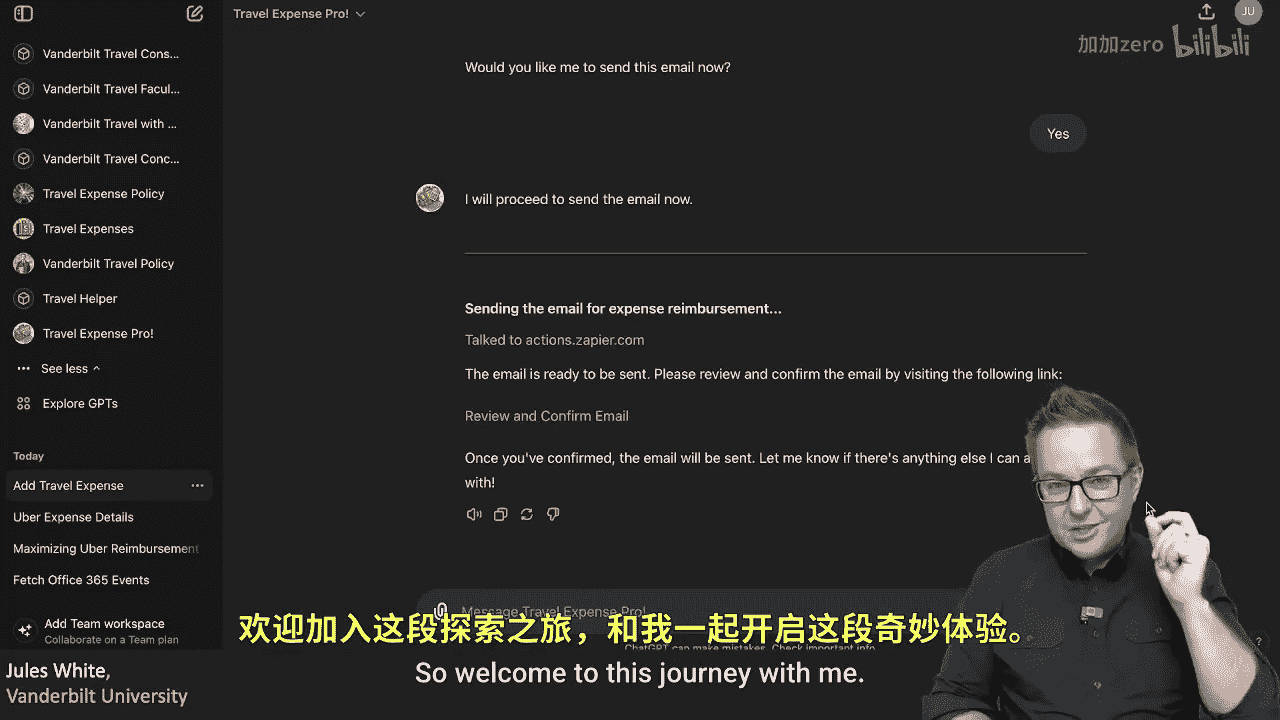 Travel Expense Pro!
JU
加加zero bilibili
Vanderbilt Travel Cons...
Vanderbilt Travel Facul...
Vanderbilt Travel with ...
Vanderbilt Travel Conc...
Travel Expense Policy
Travel Expenses
Vanderbilt Travel Policy
Travel Helper
Travel Expense Pro!
See less
Explore GPTs
Today
Add Travel Expense
Uber Expense Details
Maximizing Uber Reimbursement
Fetch Office 365 Events
Add Team workspace
Collaborate on a Team plan
Would you like me to send this email now?
Yes
I will proceed to send the email now.
Sending the email for expense reimbursement...
Talked to actions.zapier.com
The email is ready to be sent. Please review and confirm the email by visiting the following link:
Review and Confirm Email
Once you've confirmed, the email will be sent. Let me know if there's anything else I can a
with!
Message Travel Expense Pro!
ChatGPT can make mistakes. Check important info.
?
欢迎加入这段探索之旅，和我一起开启这段奇妙体验。
So welcome to this journey with me.
Jules White,
Vanderbilt University